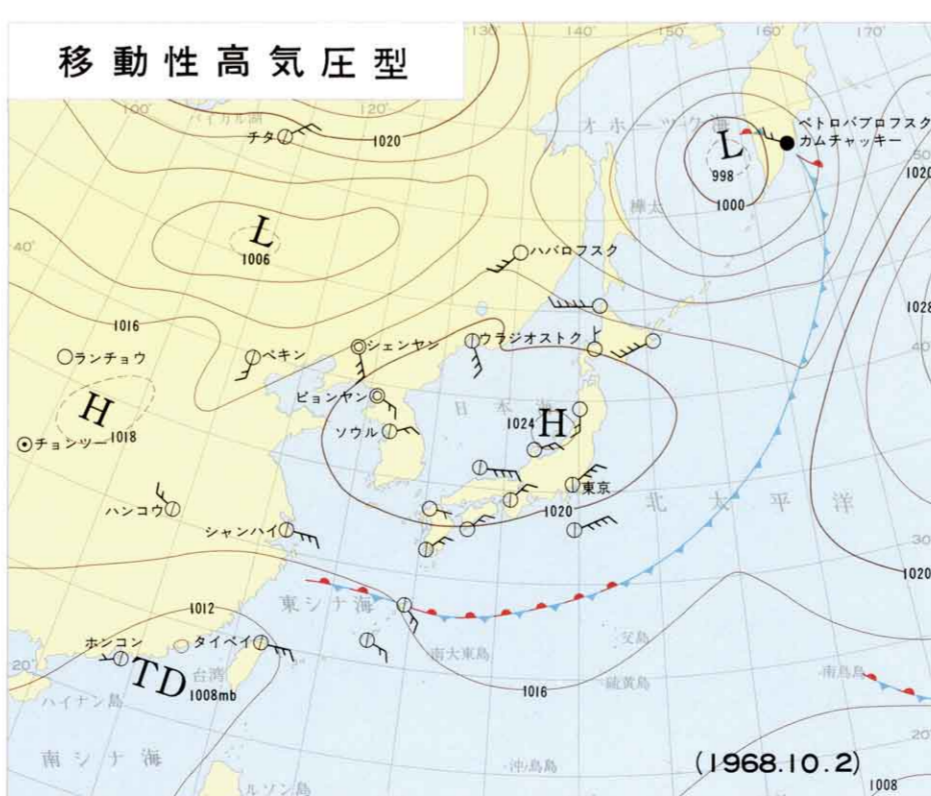 移動性高気圧型
130°
140°
150°
160°
170°
100°
120°
バイカル湖
チタ
1020
オホーツク海
L
998
1000
ペトロパブロフスク
カムチャッキー
50°
1020
樺太
40°
L
1006
ハバロフスク
1016
ランチョウ
ペキン
シェンヤン
ウラジオストク
1028
40°
ピョンヤン
日本海
H
1018
チョンツー
ソウル
1024
H
東京
1020
北太平洋
ハンコウ
シャンハイ
30°
1020
東シナ海
1012
ホンコン
タイペイ
父島
南大東島
20°
TD
1008mb
台湾
1016
硫黄島
南鳥島
ハイナン島
20°
南シナ海
沖ノ鳥島
(1968.10.2)
1008
ルソン島